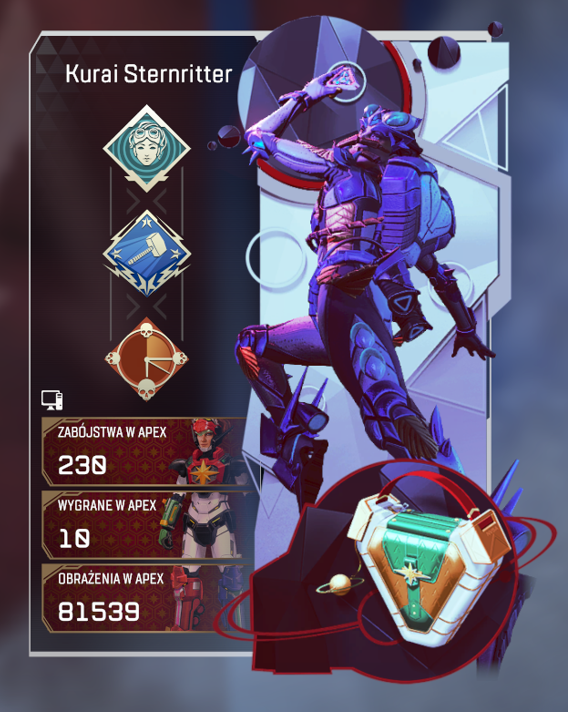 Kurai Sternritter
ZABÓJSTWA W APEX
230
WYGRANE W APEX
10
OBRAŻENIA W APEX
81539